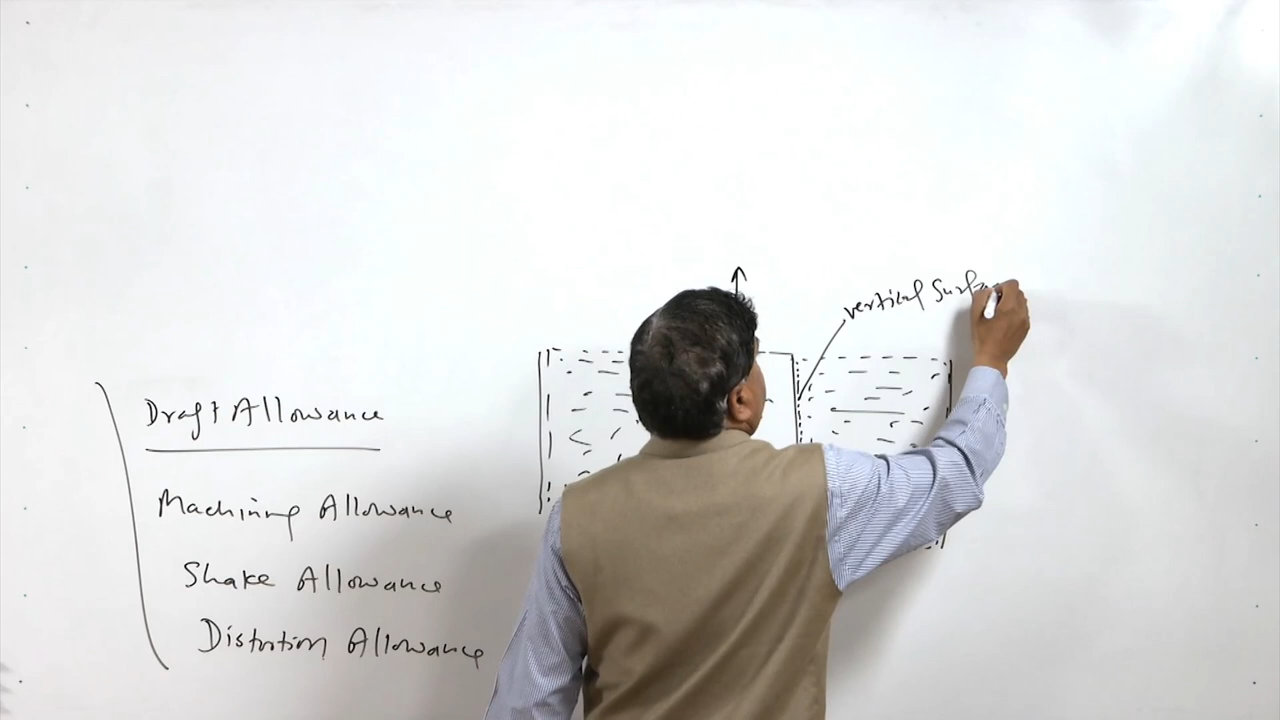 vertical Surfa
Draft Allowance
Machining Allowance
Shake Allowance
Distortion Allowance